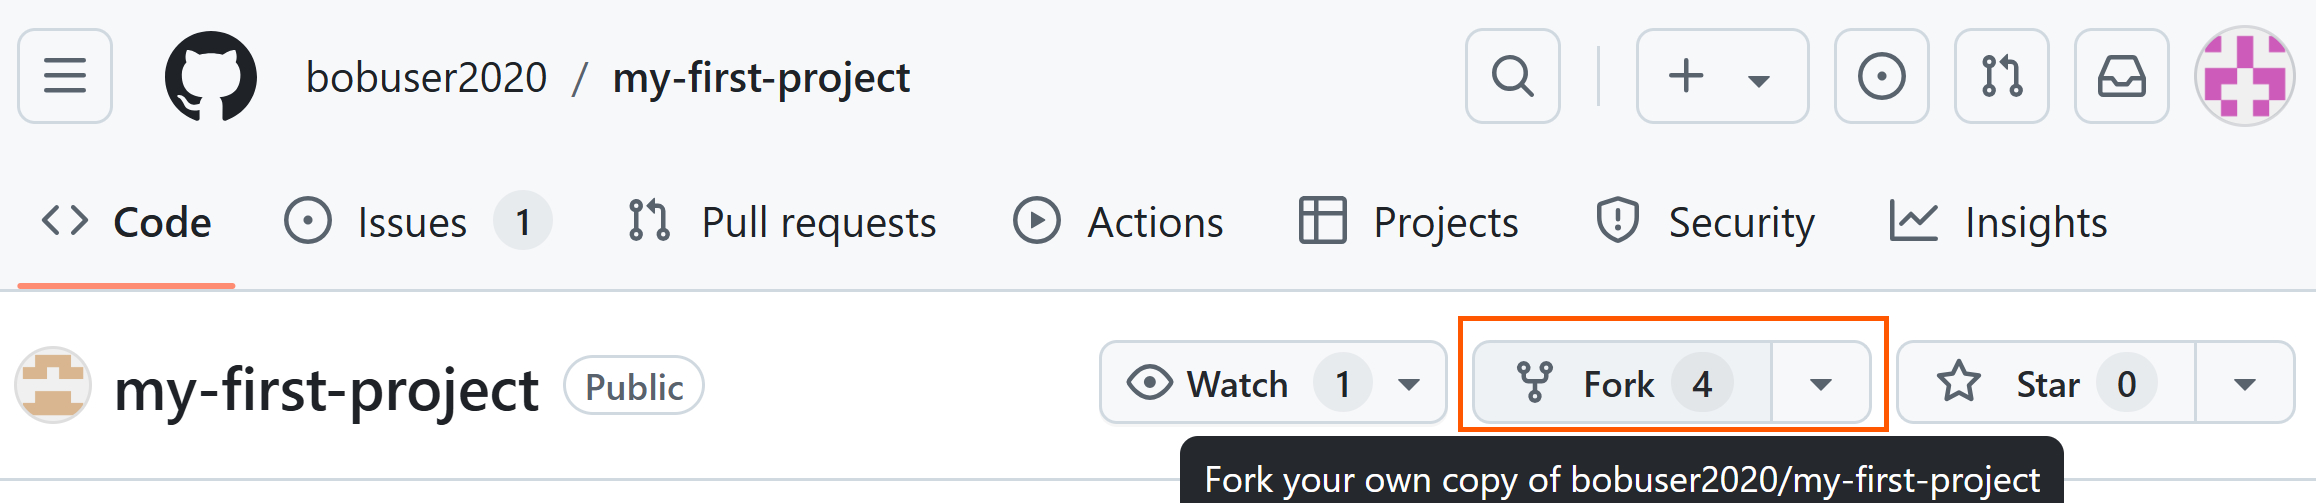 bobuser2020 / my-first-project
Code Issues 1 Pull requests Actions Projects Security Insights
my-first-project Public Watch 1 Fork 4 Star 0
Fork your own copy of bobuser2020/my-first-project